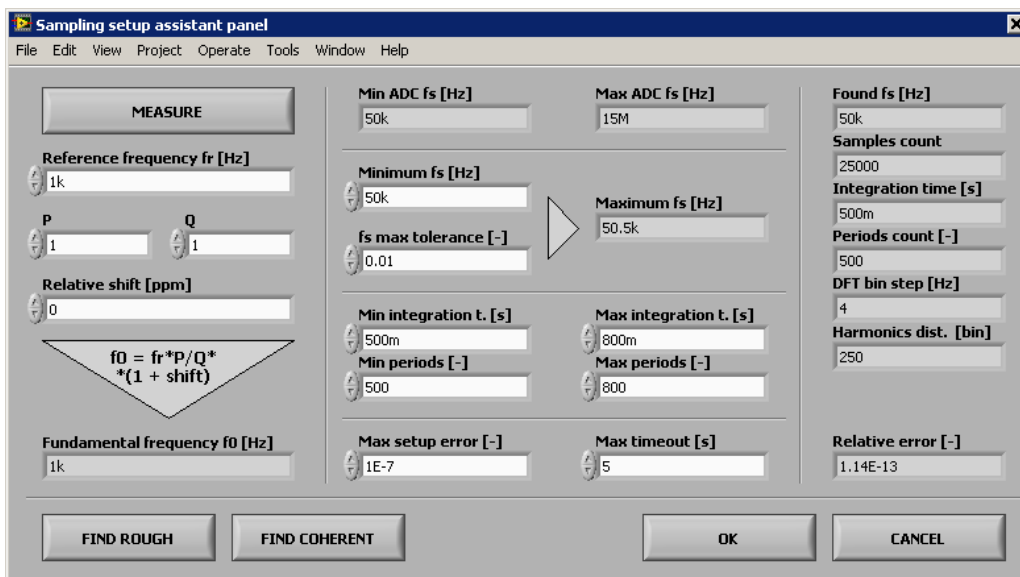 Sampling setup assistant panel
File Edit View Project Operate Tools Window Help
MEASURE
Reference frequency fr [Hz]
1k
P Q
1 1
Relative shift [ppm]
0
f0 = fr*P/Q*
*(1 + shift)
Fundamental frequency f0 [Hz]
1k
Min ADC fs [Hz] Max ADC fs [Hz]
50k 15M
Minimum fs [Hz]
50k
fs max tolerance [-]
0.01
Maximum fs [Hz]
50.5k
Min integration t. [s] Max integration t. [s]
500m 800m
Min periods [-] Max periods [-]
500 800
Max setup error [-] Max timeout [s]
1E-7 5
Found fs [Hz]
50k
Samples count
25000
Integration time [s]
500m
Periods count [-]
500
DFT bin step [Hz]
4
Harmonics dist. [bin]
250
Relative error [-]
1.14E-13
FIND ROUGH FIND COHERENT OK CANCEL